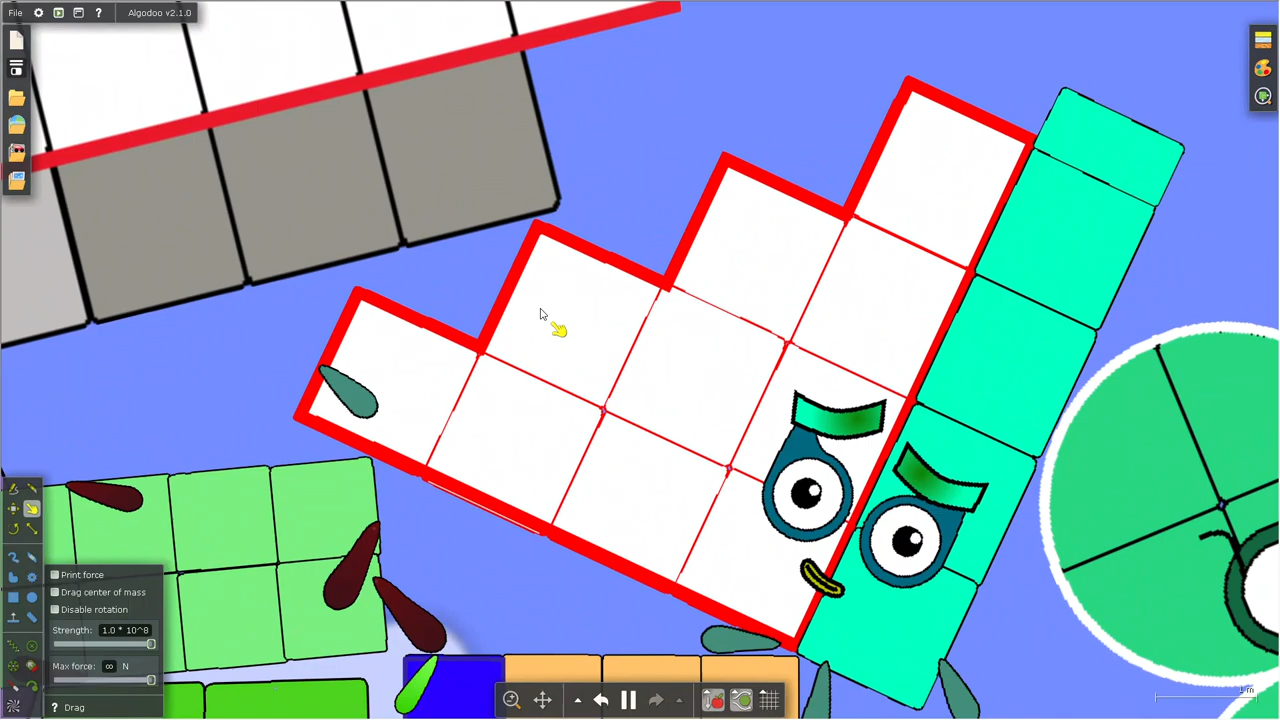 File ? Algodoo v2.1.0
Print force
Drag center of mass
Disable rotation
Strength: 1.0 * 10^8
Max force: ∞ N
? Drag
1 m